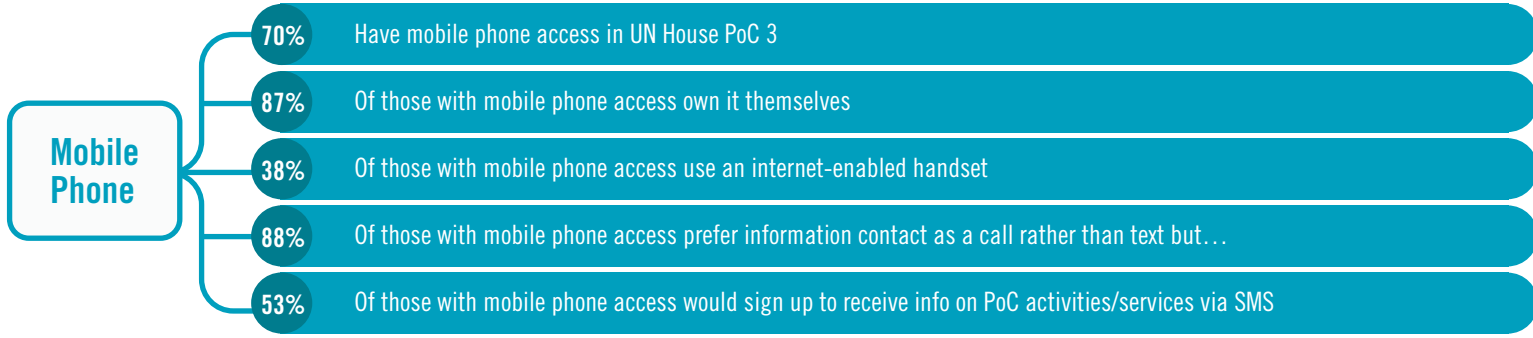 Mobile
Phone
70% Have mobile phone access in UN House PoC 3
87% Of those with mobile phone access own it themselves
38% Of those with mobile phone access use an internet-enabled handset
88% Of those with mobile phone access prefer information contact as a call rather than text but…
53% Of those with mobile phone access would sign up to receive info on PoC activities/services via SMS